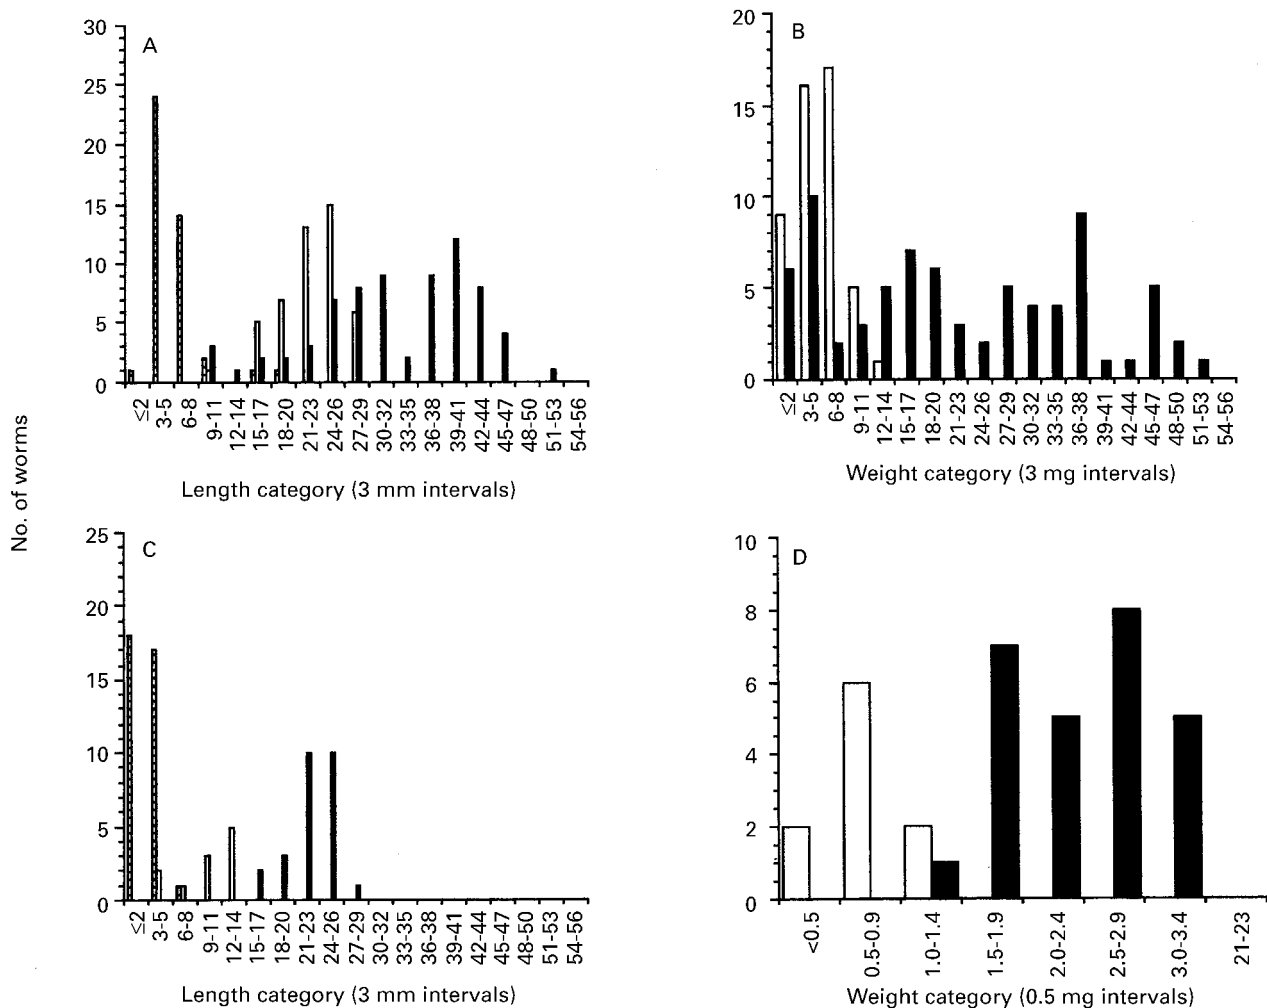 No. of worms
A
30
25
20
15
10
5
0
≤2 3-5 6-8 9-11 12-14 15-17 18-20 21-23 24-26 27-29 30-32 33-35 36-38 39-41 42-44 45-47 48-50 51-53 54-56
Length category (3 mm intervals)
B
20
15
10
5
0
≤2 3-5 6-8 9-11 12-14 15-17 18-20 21-23 24-26 27-29 30-32 33-35 36-38 39-41 42-44 45-47 48-50 51-53 54-56
Weight category (3 mg intervals)
C
25
20
15
10
5
0
≤2 3-5 6-8 9-11 12-14 15-17 18-20 21-23 24-26 27-29 30-32 33-35 36-38 39-41 42-44 45-47 48-50 51-53 54-56
Length category (3 mm intervals)
D
10
8
6
4
2
0
<0.5 0.5-0.9 1.0-1.4 1.5-1.9 2.0-2.4 2.5-2.9 3.0-3.4 21-23
Weight category (0.5 mg intervals)